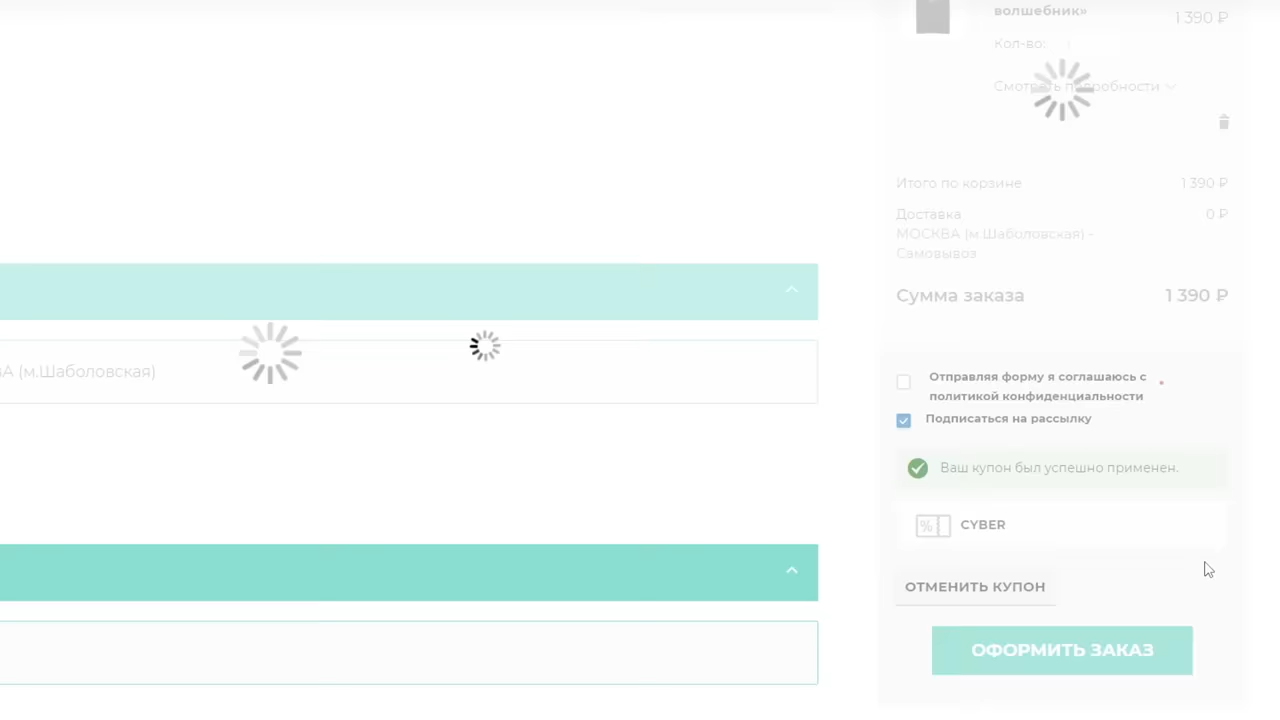 волшебник»
1 390 ₽
Кол-во:
Смотреть подробности
Итого по корзине 1 390 ₽
Доставка 0 ₽
МОСКВА (м.Шаболовская) -
Самовывоз
Сумма заказа 1 390 ₽
(м.Шаболовская)
Отправляя форму я соглашаюсь с
политикой конфиденциальности
Подписаться на рассылку
Ваш купон был успешно применен.
% CYBER
ОТМЕНИТЬ КУПОН
ОФОРМИТЬ ЗАКАЗ